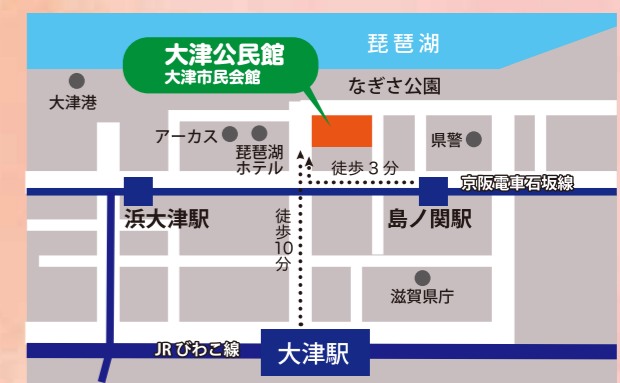 琵琶湖
大津公民館
大津市民会館
なぎさ公園
大津港
アーカス
琵琶湖
ホテル
県警
徒歩3分
京阪電車石坂線
浜大津駅
徒歩10分
島ノ関駅
滋賀県庁
JRびわこ線
大津駅